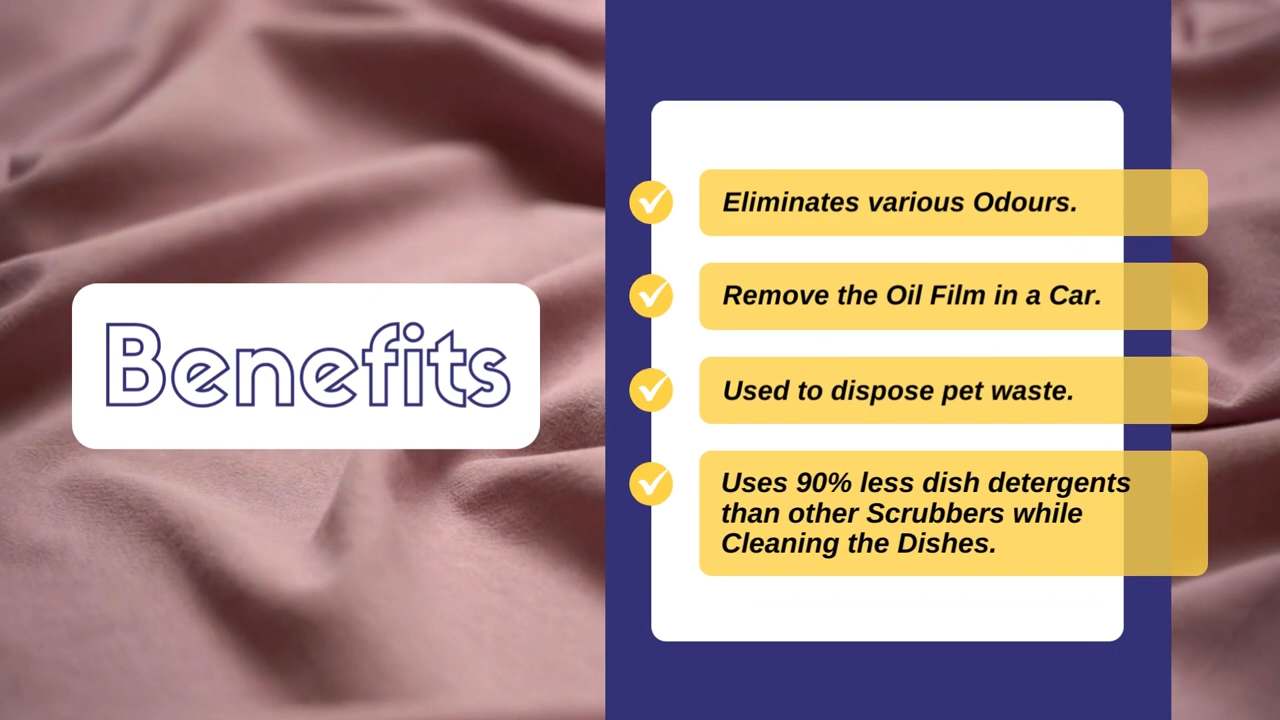 Benefits
Eliminates various Odours.
Remove the Oil Film in a Car.
Used to dispose pet waste.
Uses 90% less dish detergents
than other Scrubbers while
Cleaning the Dishes.